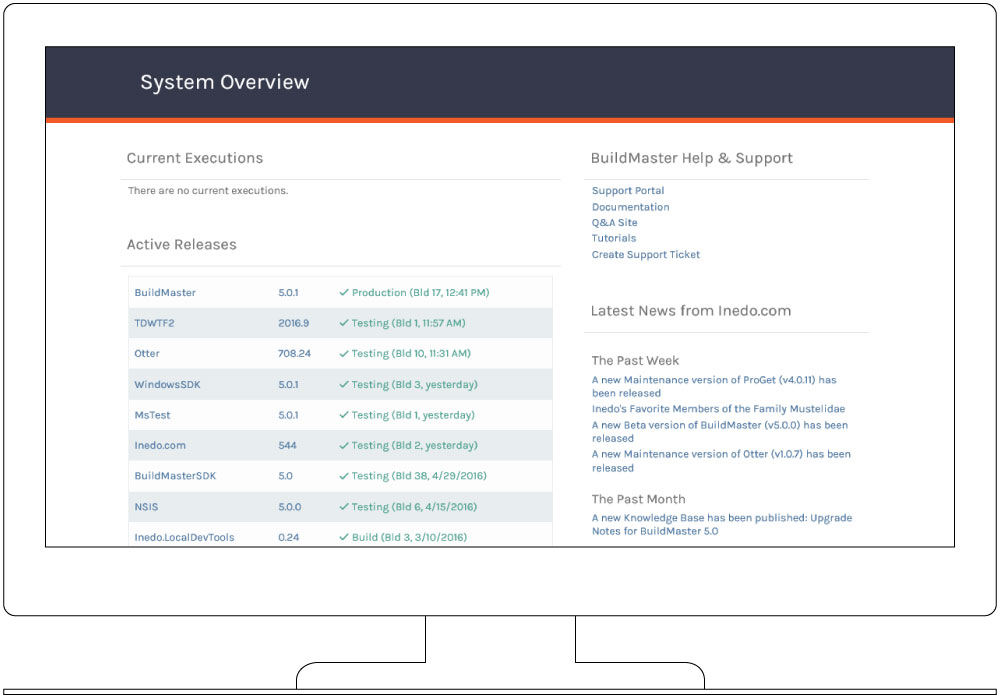 System Overview
Current Executions
There are no current executions.
Active Releases
BuildMaster 5.0.1 ✓ Production (Bld 17, 12:41 PM)
TDWTF2 2016.9 ✓ Testing (Bld 1, 11:57 AM)
Otter 708.24 ✓ Testing (Bld 10, 11:31 AM)
WindowsSDK 5.0.1 ✓ Testing (Bld 3, yesterday)
MsTest 5.0.1 ✓ Testing (Bld 1, yesterday)
Inedo.com 544 ✓ Testing (Bld 2, yesterday)
BuildMasterSDK 5.0 ✓ Testing (Bld 38, 4/29/2016)
NSIS 5.0.0 ✓ Testing (Bld 6, 4/15/2016)
Inedo.LocalDevTools 0.24 ✓ Build (Bld 3, 3/10/2016)
BuildMaster Help & Support
Support Portal
Documentation
Q&A Site
Tutorials
Create Support Ticket
Latest News from Inedo.com
The Past Week
A new Maintenance version of ProGet (v4.0.11) has
been released
Inedo's Favorite Members of the Family Mustelidae
A new Beta version of BuildMaster (v5.0.0) has been
released
A new Maintenance version of Otter (v1.0.7) has been
released
The Past Month
A new Knowledge Base has been published: Upgrade
Notes for BuildMaster 5.0